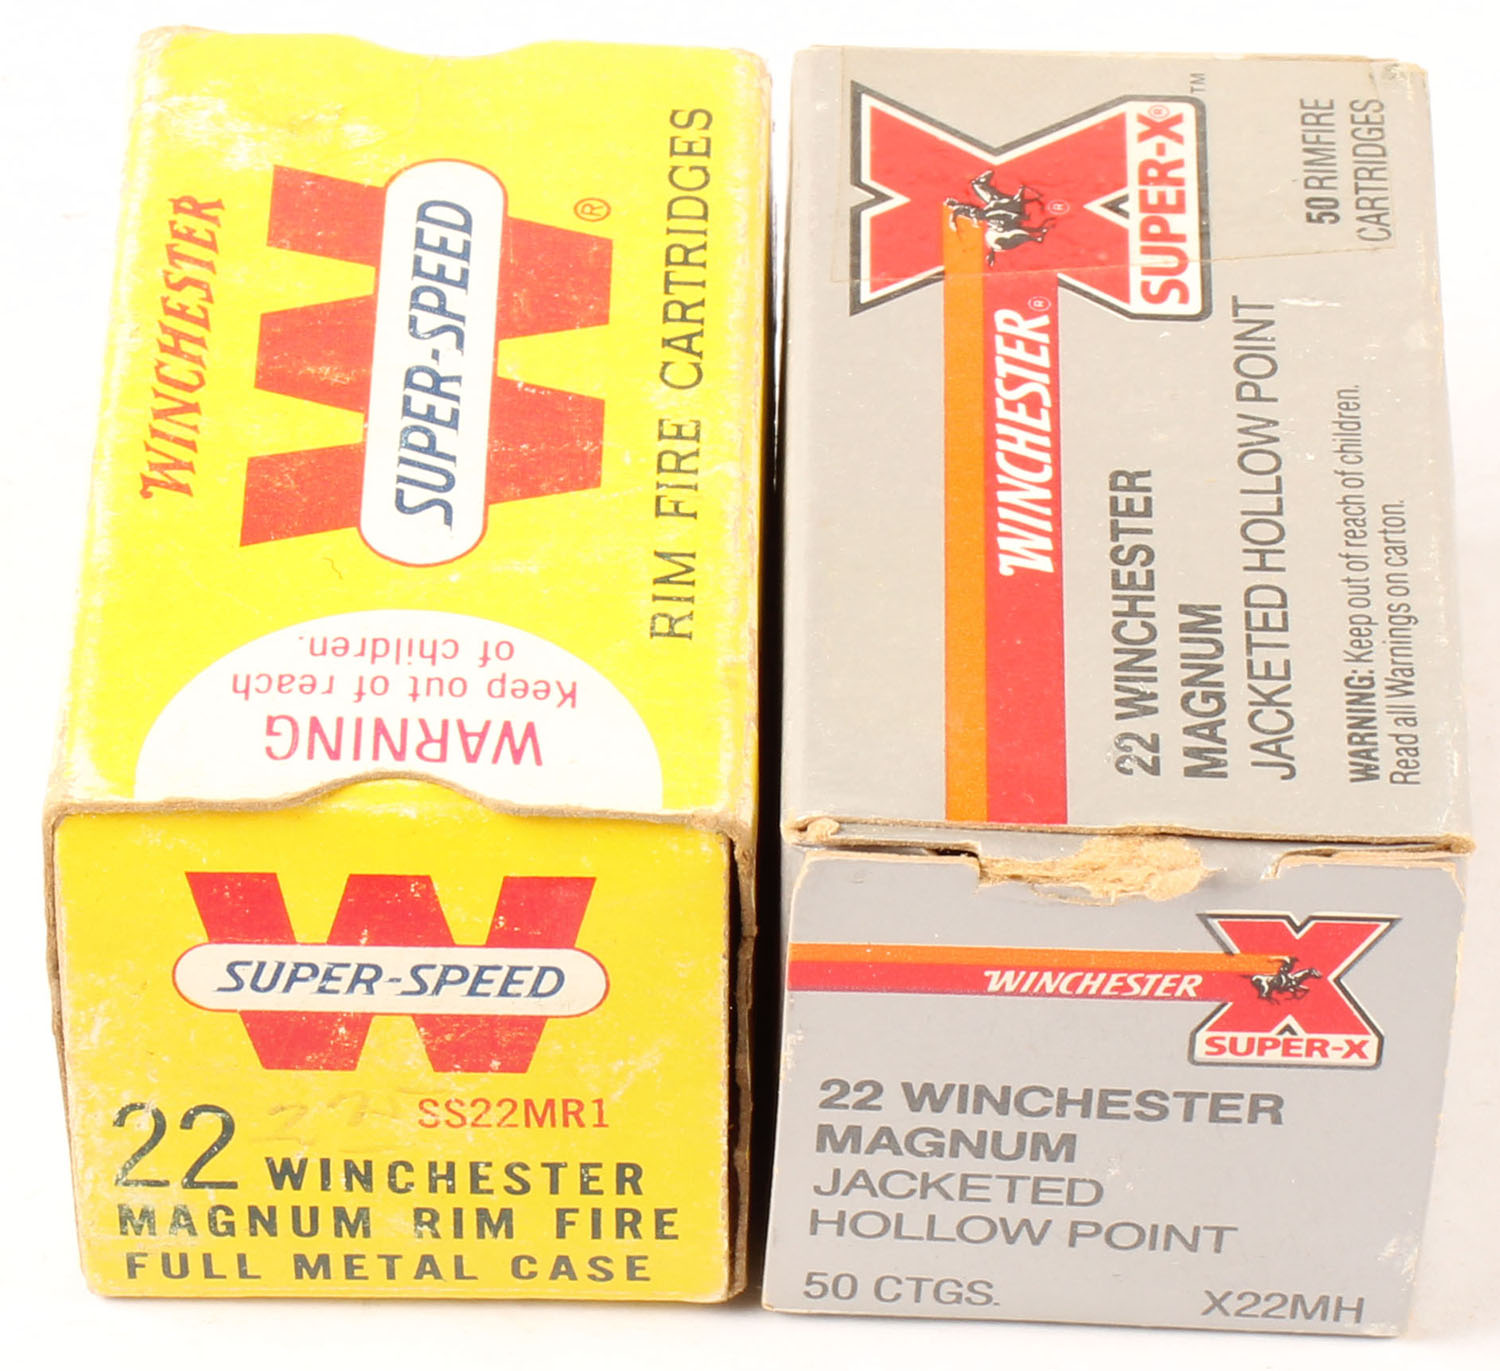 WINCHESTER
SUPER-SPEED
®
RIM FIRE CARTRIDGES
WARNING
Keep out of reach
of children.
SUPER-SPEED
SS22MR1
22 WINCHESTER
MAGNUM RIM FIRE
FULL METAL CASE
SUPER-X®
™
®
WINCHESTER®
50 RIMFIRE
CARTRIDGES
22 WINCHESTER
MAGNUM
JACKETED HOLLOW POINT
WARNING: Keep out of reach of children.
Read all Warnings on carton.
WINCHESTER
SUPER-X
22 WINCHESTER
MAGNUM
JACKETED
HOLLOW POINT
50 CTGS.
X22MH